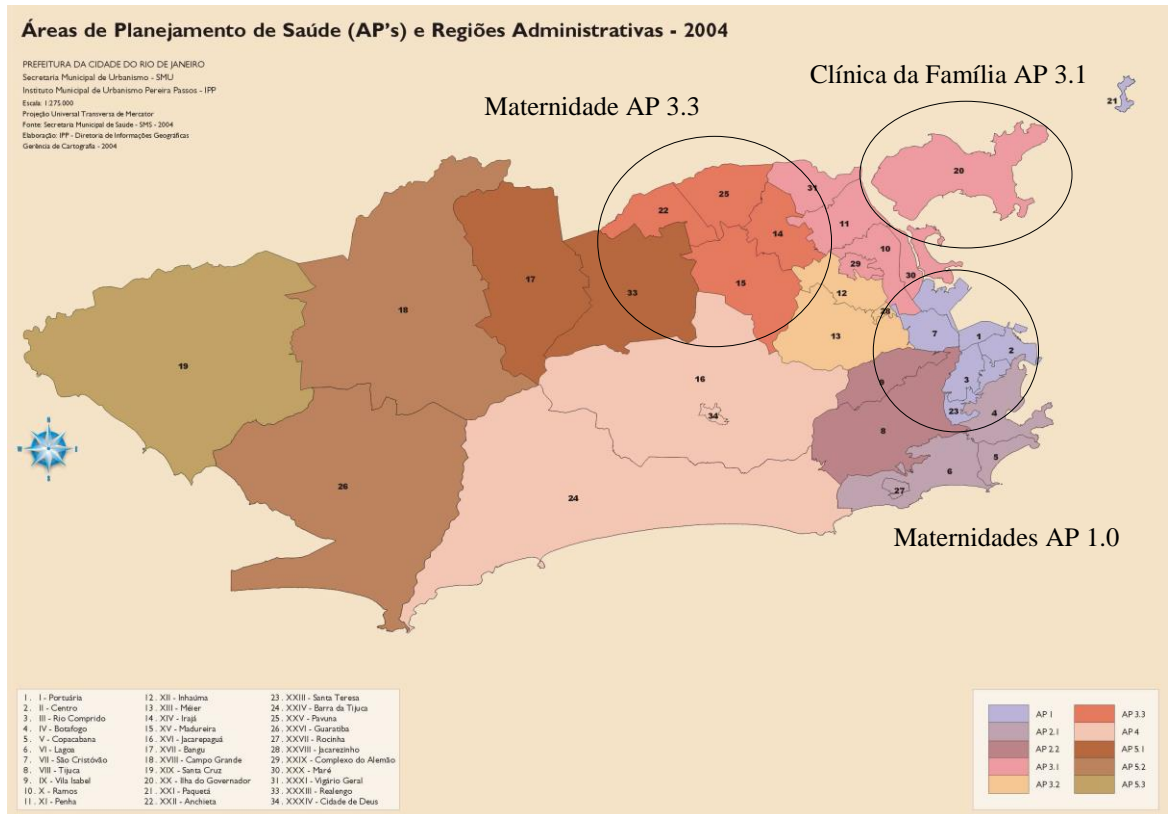 Áreas de Planejamento de Saúde (AP's) e Regiões Administrativas - 2004
PREFEITURA DA CIDADE DO RIO DE JANEIRO
Secretaria Municipal de Urbanismo - SMU
Instituto Municipal de Urbanismo Pereira Passos - IPP
Escala: 1:275.000
Projeção Universal Transversa de Mercator
Fonte: Secretaria Municipal de Saúde - SMS - 2004
Elaboração: IPP - Diretoria de Informações Geográficas
Gerência de Cartografia - 2004
Clínica da Família AP 3.1
Maternidade AP 3.3
21
20
31
25
22
14
11
10
29
30
15
17
33
12
28
18
13
7
1
2
19
16
9
3
34
23
4
8
5
6
26
24
27
Maternidades AP 1.0
1 . I - Portuária
2 . II - Centro
3 . III - Rio Comprido
4 . IV - Botafogo
5 . V - Copacabana
6 . VI - Lagoa
7 . VII - São Cristóvão
8 . VIII - Tijuca
9 . IX - Vila Isabel
10 . X - Ramos
11 . XI - Penha
12 . XII - Inhaúma
13 . XIII - Méier
14 . XIV - Irajá
15 . XV - Madureira
16 . XVI - Jacarepaguá
17 . XVII - Bangu
18 . XVIII - Campo Grande
19 . XIX - Santa Cruz
20 . XX - Ilha do Governador
21 . XXI - Paquetá
22 . XXII - Anchieta
23 . XXIII - Santa Teresa
24 . XXIV - Barra da Tijuca
25 . XXV - Pavuna
26 . XXVI - Guaratiba
27 . XXVII - Rocinha
28 . XXVIII - Jacarezinho
29 . XXIX - Complexo do Alemão
30 . XXX - Maré
31 . XXXI - Vigário Geral
33 . XXXIII - Realengo
34 . XXXIV - Cidade de Deus
AP 1
AP 2.1
AP 2.2
AP 3.1
AP 3.2
AP 3.3
AP 4
AP 5.1
AP 5.2
AP 5.3